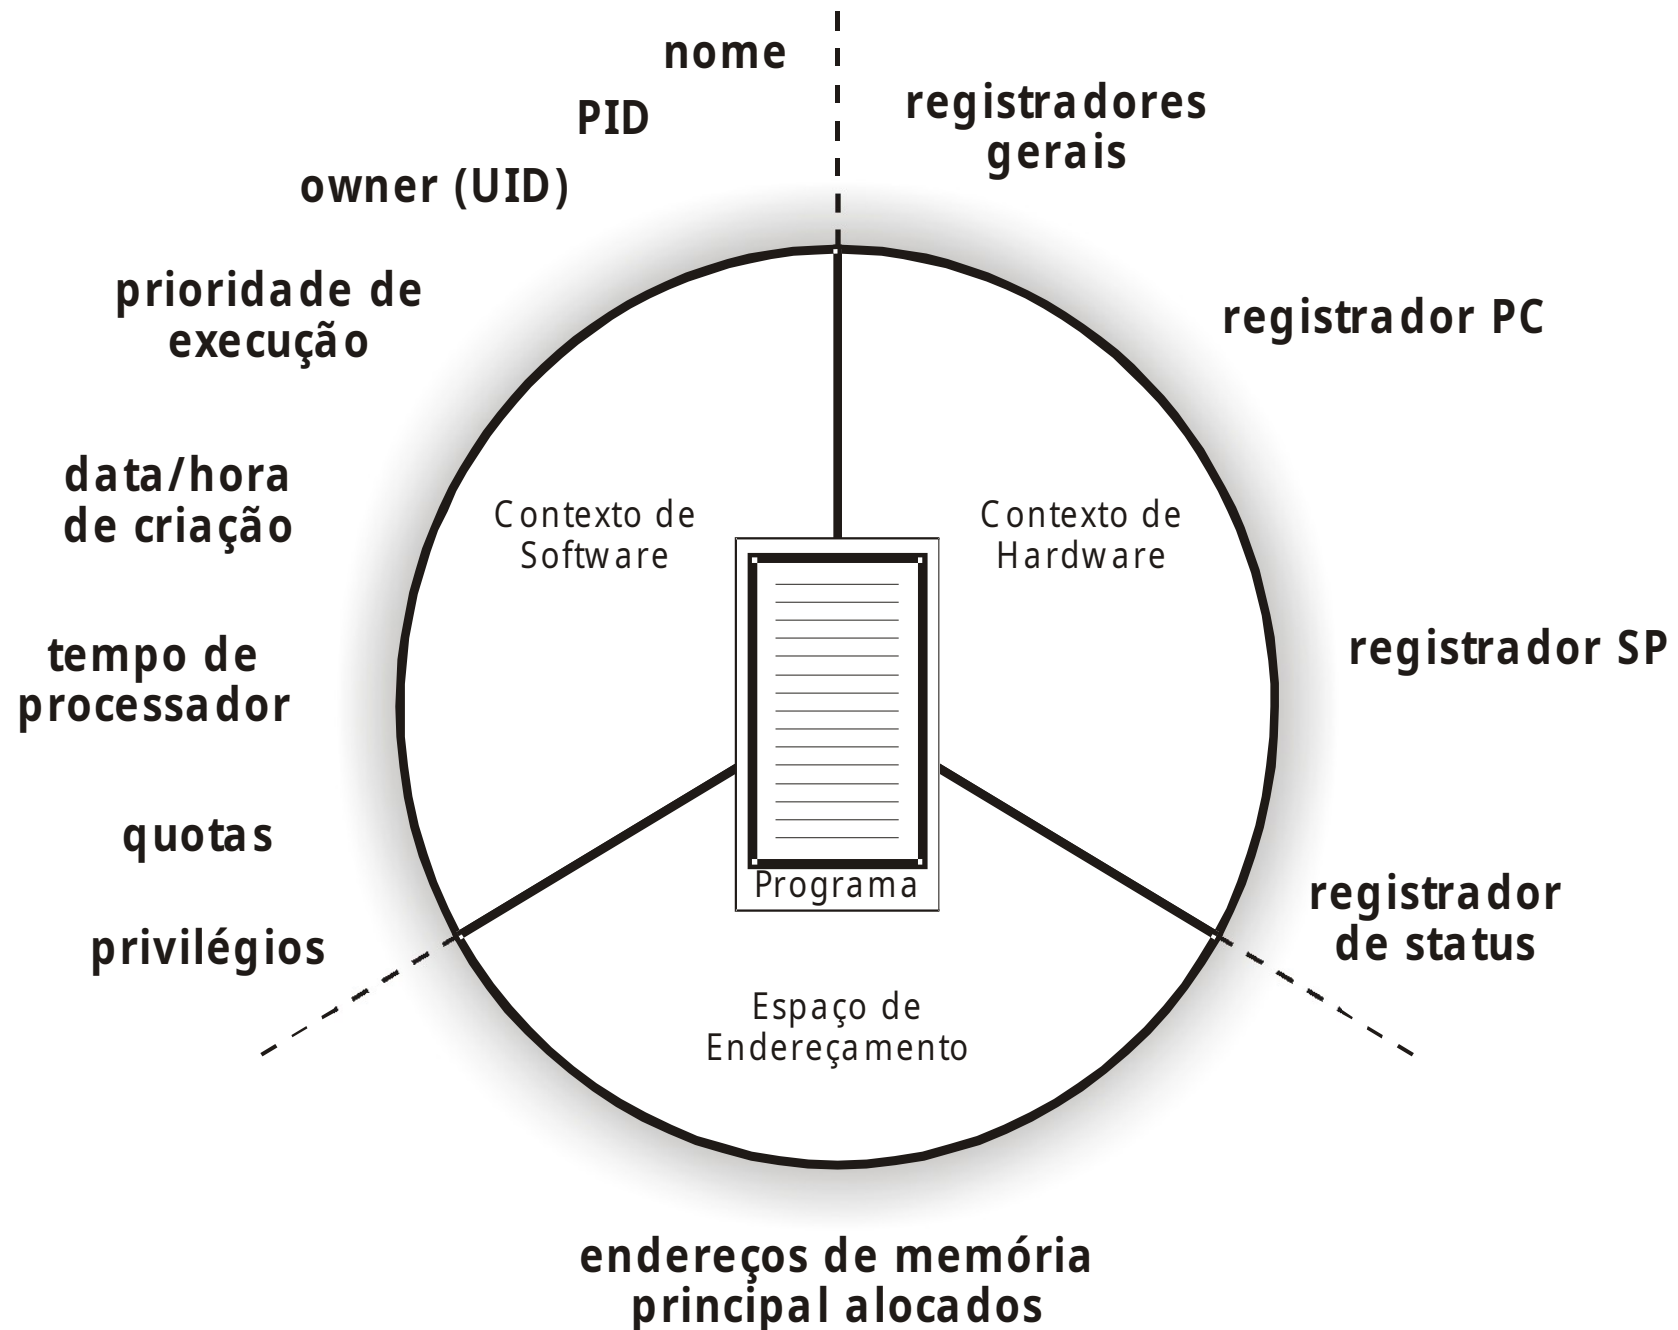 nome
PID
owner (UID)
prioridade de
execução
data/hora
de criação
tempo de
processador
quotas
privilégios
registradores
gerais
registrador PC
registrador SP
registrador
de status
Contexto de
Software
Contexto de
Hardware
Programa
Espaço de
Endereçamento
endereços de memória
principal alocados